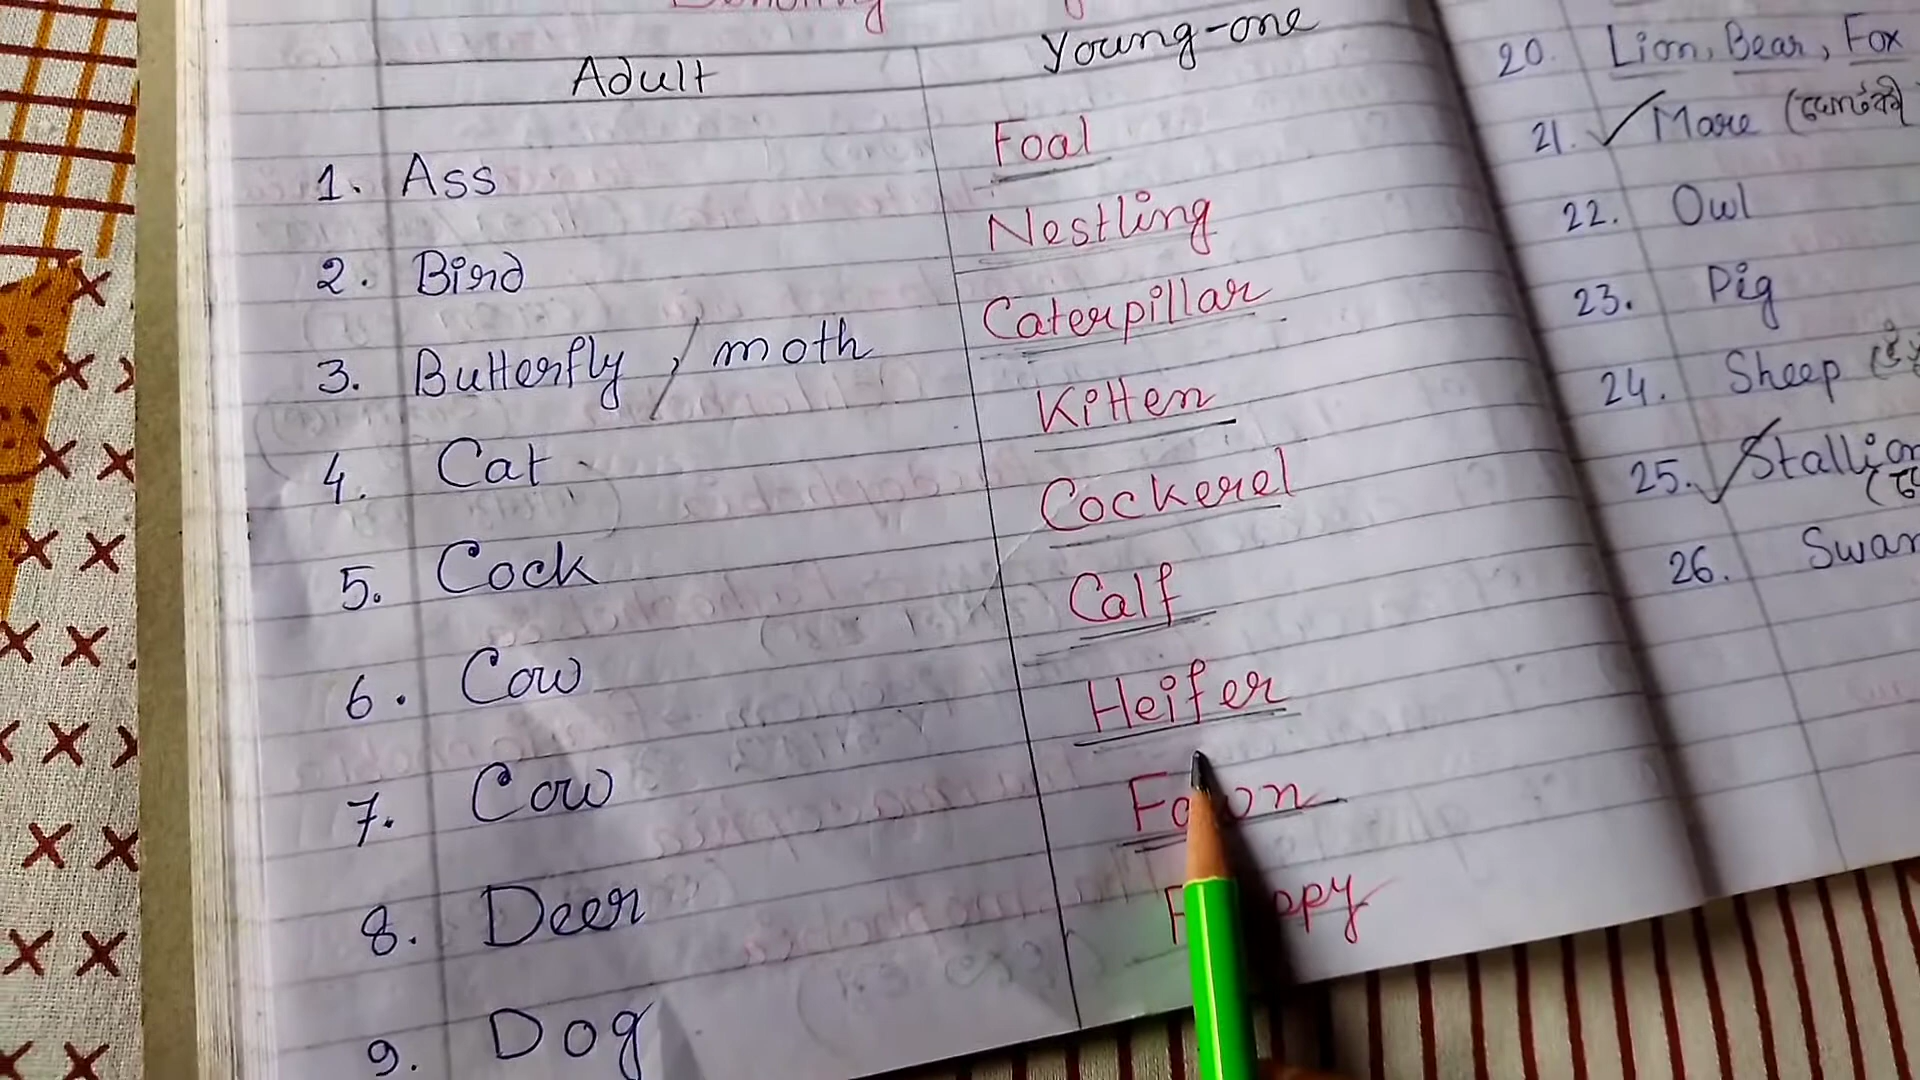 Adult Young-one
1. Ass Foal
2. Bird Nestling
3. Butterfly / moth Caterpillar
4. Cat Kitten
5. Cock Cockerel
6. Cow Calf
7. Cow Heifer
8. Deer
9. Dog
20. Lion, Bear, Fox
21. ✓ Mare
22. Owl
23. Pig
24. Sheep
25. ✓ Stallion
26.